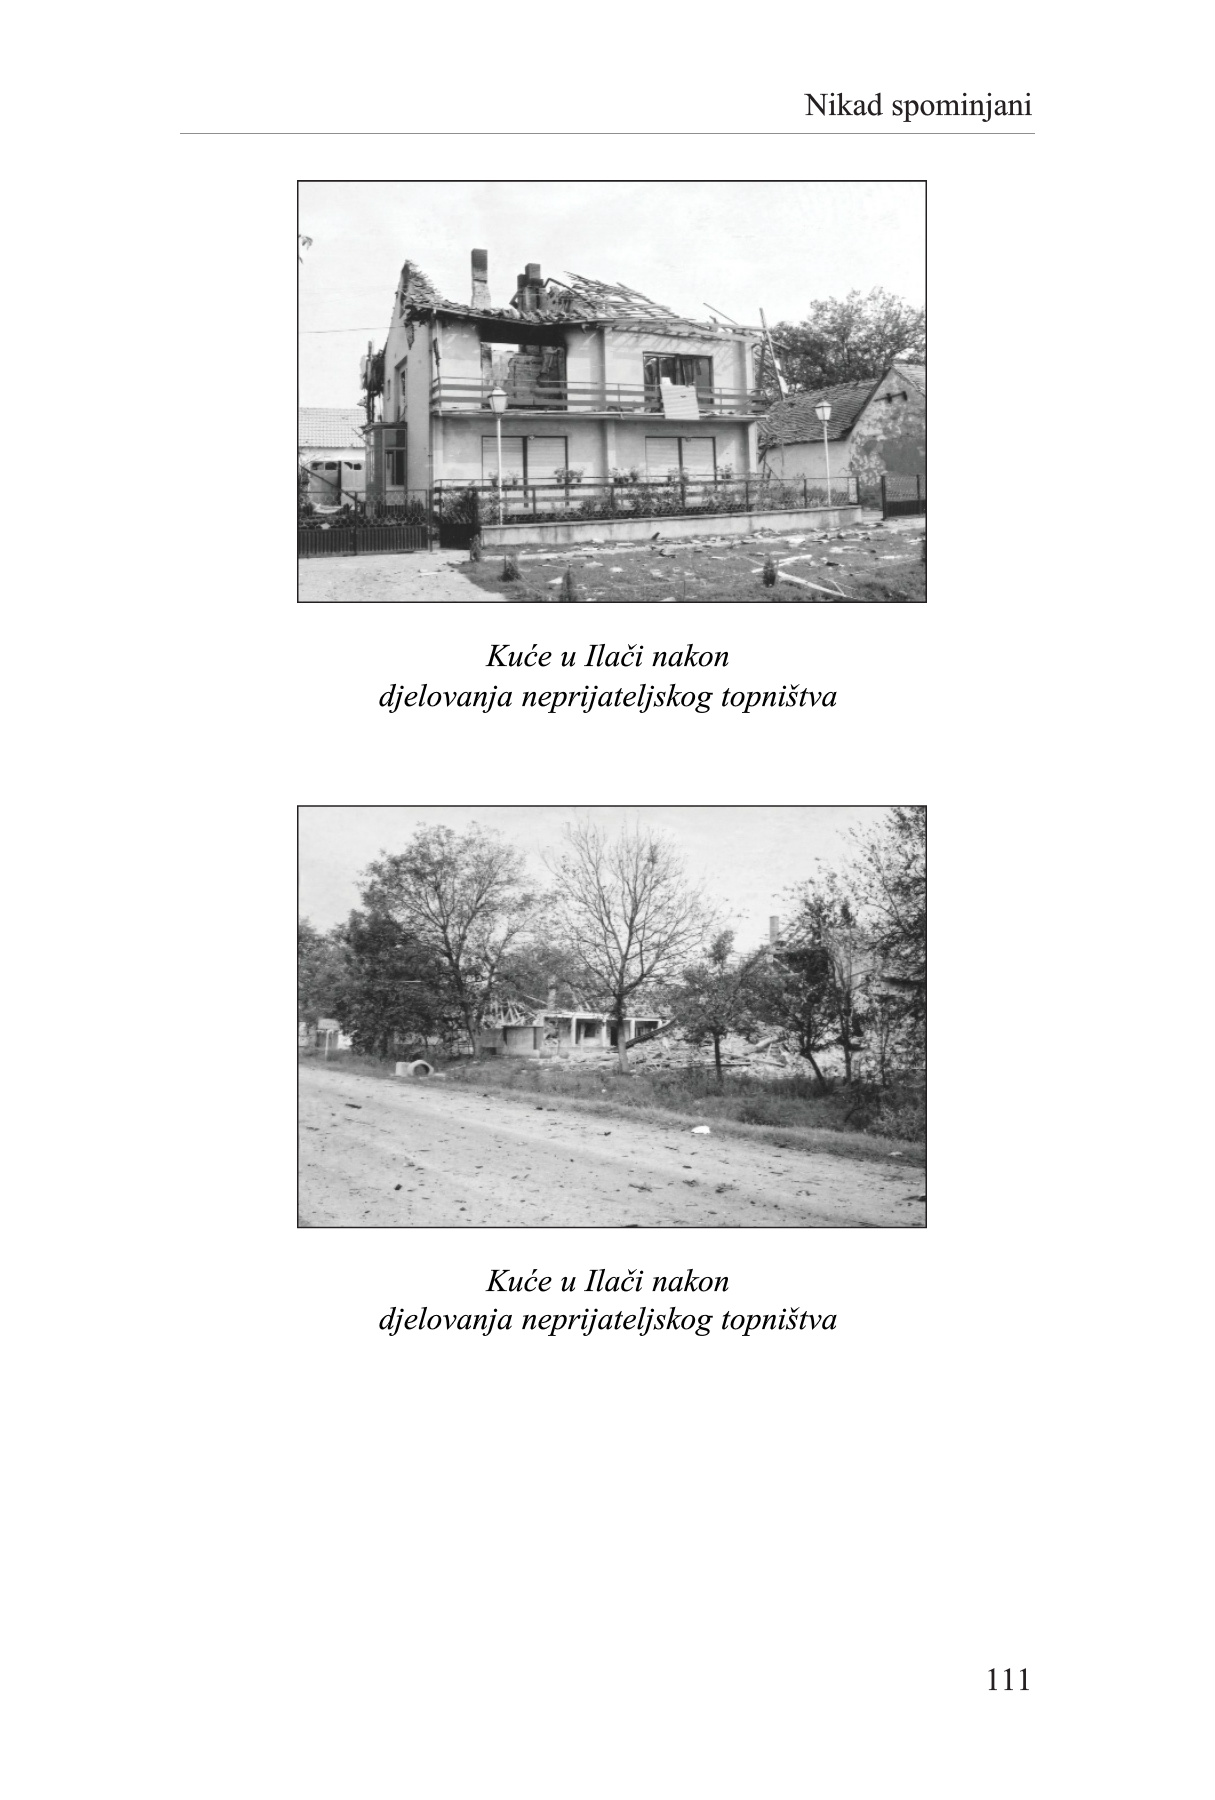 Nikad spominjani
Kuće u Ilači nakon
djelovanja neprijateljskog topništva
Kuće u Ilači nakon
djelovanja neprijateljskog topništva
111